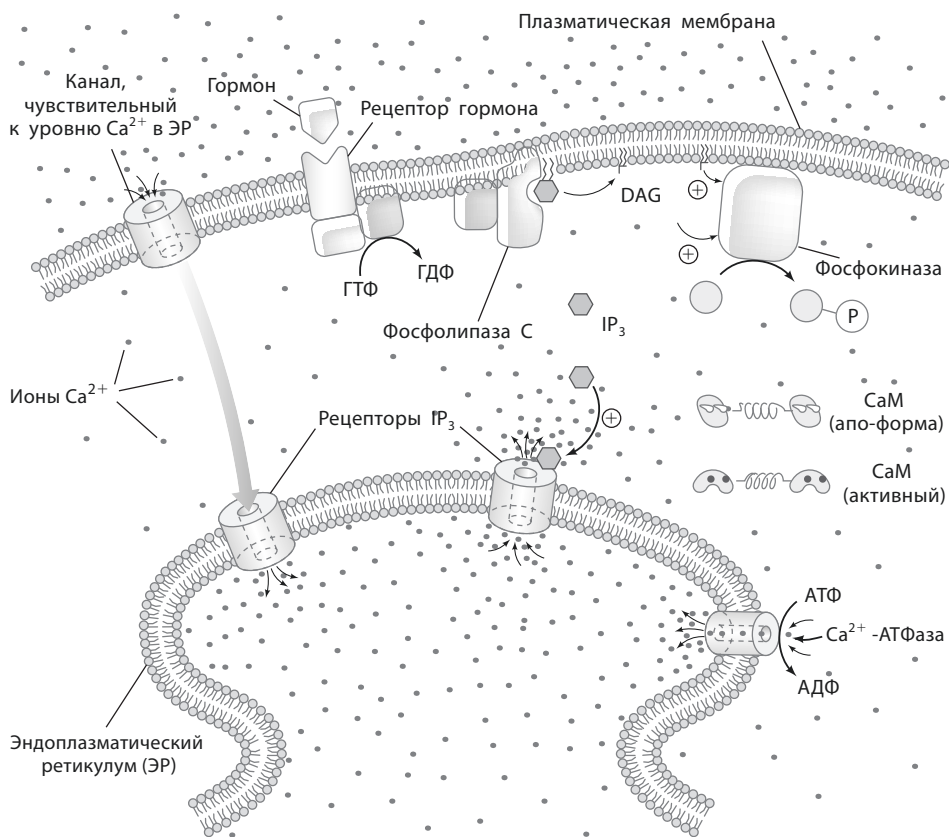 Плазматическая мембрана
Канал,
чувствительный
к уровню Ca²⁺ в ЭР
Гормон
Рецептор гормона
DAG
+
+
ГТФ
ГДФ
Фосфокиназа
Фосфолипаза С
IP₃
P
Ионы Ca²⁺
Рецепторы IP₃
+
CaM
(апо-форма)
CaM
(активный)
АТФ
Ca²⁺ -АТФаза
АДФ
Эндоплазматический
ретикулум (ЭР)